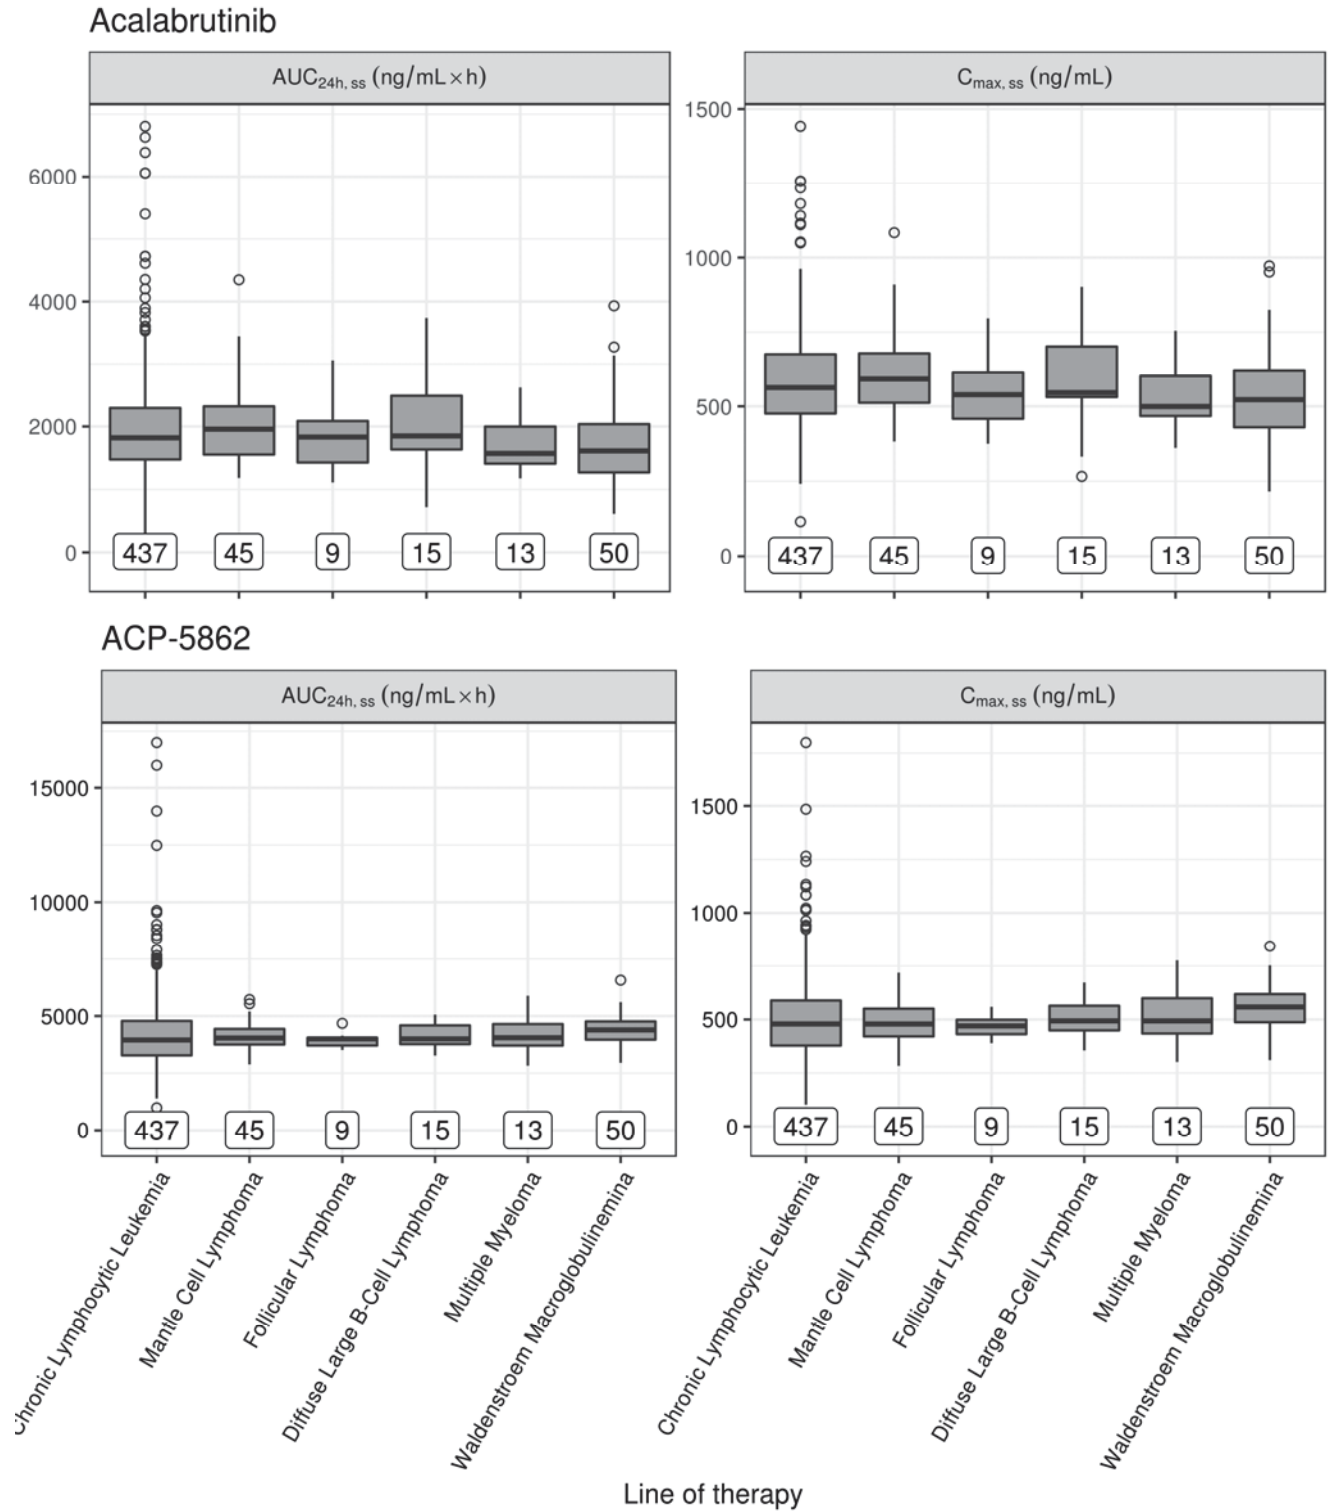 Acalabrutinib
AUC24h, ss (ng/mL×h)
Cmax, ss (ng/mL)
6000
4000
2000
0
437 45 9 15 13 50
1500
1000
500
0
437 45 9 15 13 50
ACP-5862
AUC24h, ss (ng/mL×h)
Cmax, ss (ng/mL)
15000
10000
5000
0
437 45 9 15 13 50
1500
1000
500
0
437 45 9 15 13 50
Chronic Lymphocytic Leukemia
Mantle Cell Lymphoma
Follicular Lymphoma
Diffuse Large B-Cell Lymphoma
Multiple Myeloma
Waldenstroem Macroglobulinemina
Chronic Lymphocytic Leukemia
Mantle Cell Lymphoma
Follicular Lymphoma
Diffuse Large B-Cell Lymphoma
Multiple Myeloma
Waldenstroem Macroglobulinemina
Line of therapy